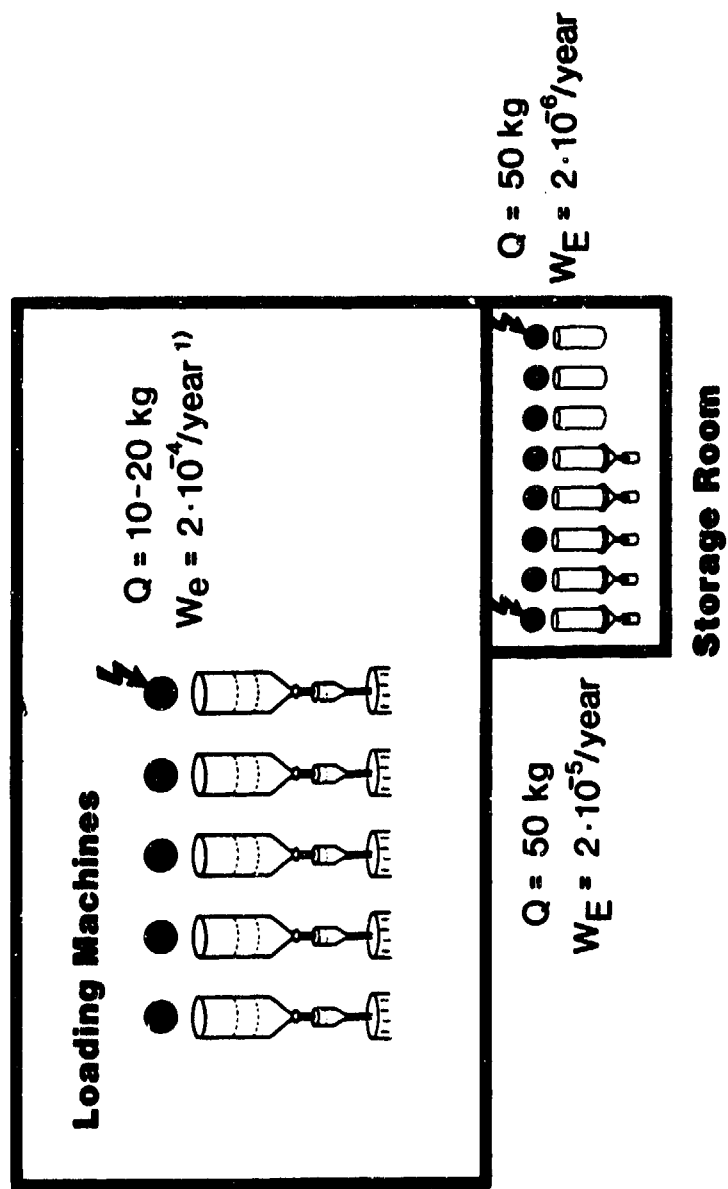 Loading Machines
Q = 10-20 kg
We = 2·10⁻⁴/year ¹⁾
Q = 50 kg
WE = 2·10⁻⁵/year
Q = 50 kg
WE = 2·10⁻⁶/year
Storage Room